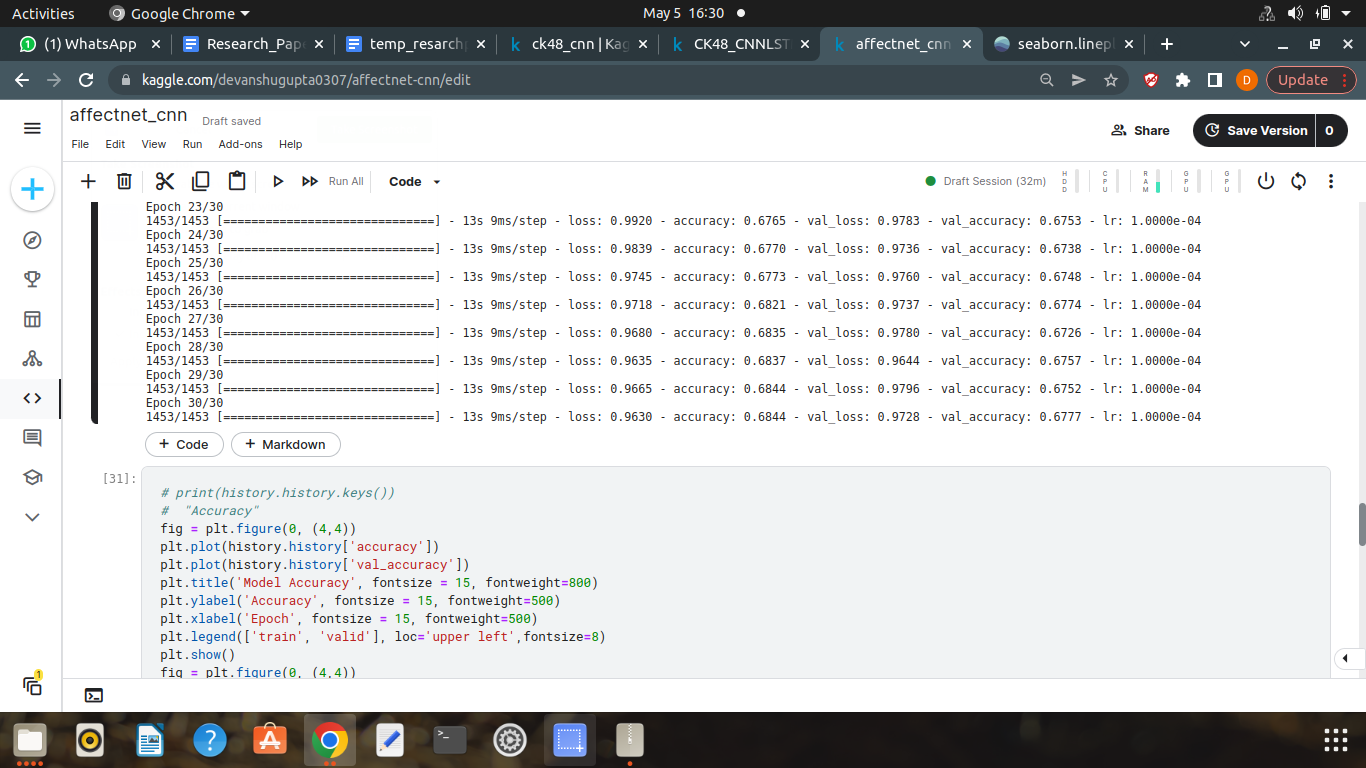 Activities
Google Chrome
May 5 16:30
(1) WhatsApp
Research_Pap
temp_resarchp
ck48_cnn | Kag
CK48_CNNLST
affectnet_cnn
seaborn.linepl
kaggle.com/devanshugupta0307/affectnet-cnn/edit
D
Update
affectnet_cnn
Draft saved
File
Edit
View
Run
Add-ons
Help
Share
Save Version
0
Run All
Code
Draft Session (32m)
HDD
CPU
RAM
GPU
GPU
Epoch 23/30
1453/1453 [==============================] - 13s 9ms/step - loss: 0.9920 - accuracy: 0.6765 - val_loss: 0.9783 - val_accuracy: 0.6753 - lr: 1.0000e-04
Epoch 24/30
1453/1453 [==============================] - 13s 9ms/step - loss: 0.9839 - accuracy: 0.6770 - val_loss: 0.9736 - val_accuracy: 0.6738 - lr: 1.0000e-04
Epoch 25/30
1453/1453 [==============================] - 13s 9ms/step - loss: 0.9745 - accuracy: 0.6773 - val_loss: 0.9760 - val_accuracy: 0.6748 - lr: 1.0000e-04
Epoch 26/30
1453/1453 [==============================] - 13s 9ms/step - loss: 0.9718 - accuracy: 0.6821 - val_loss: 0.9737 - val_accuracy: 0.6774 - lr: 1.0000e-04
Epoch 27/30
1453/1453 [==============================] - 13s 9ms/step - loss: 0.9680 - accuracy: 0.6835 - val_loss: 0.9780 - val_accuracy: 0.6726 - lr: 1.0000e-04
Epoch 28/30
1453/1453 [==============================] - 13s 9ms/step - loss: 0.9635 - accuracy: 0.6837 - val_loss: 0.9644 - val_accuracy: 0.6757 - lr: 1.0000e-04
Epoch 29/30
1453/1453 [==============================] - 13s 9ms/step - loss: 0.9665 - accuracy: 0.6844 - val_loss: 0.9796 - val_accuracy: 0.6752 - lr: 1.0000e-04
Epoch 30/30
1453/1453 [==============================] - 13s 9ms/step - loss: 0.9630 - accuracy: 0.6844 - val_loss: 0.9728 - val_accuracy: 0.6777 - lr: 1.0000e-04
+ Code
+ Markdown
[31]:
# print(history.history.keys())
#  "Accuracy"
fig = plt.figure(0, (4,4))
plt.plot(history.history['accuracy'])
plt.plot(history.history['val_accuracy'])
plt.title('Model Accuracy', fontsize = 15, fontweight=800)
plt.ylabel('Accuracy', fontsize = 15, fontweight=500)
plt.xlabel('Epoch', fontsize = 15, fontweight=500)
plt.legend(['train', 'valid'], loc='upper left',fontsize=8)
plt.show()
fig = plt.figure(0, (4,4))
1